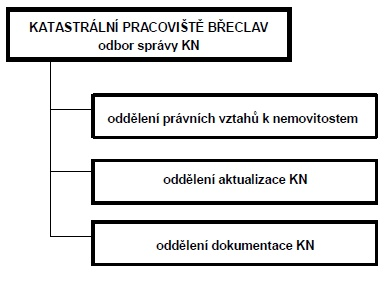 KATASTRÁLNÍ PRACOVIŠTĚ BŘECLAV
odbor správy KN
oddělení právních vztahů k nemovitostem
oddělení aktualizace KN
oddělení dokumentace KN